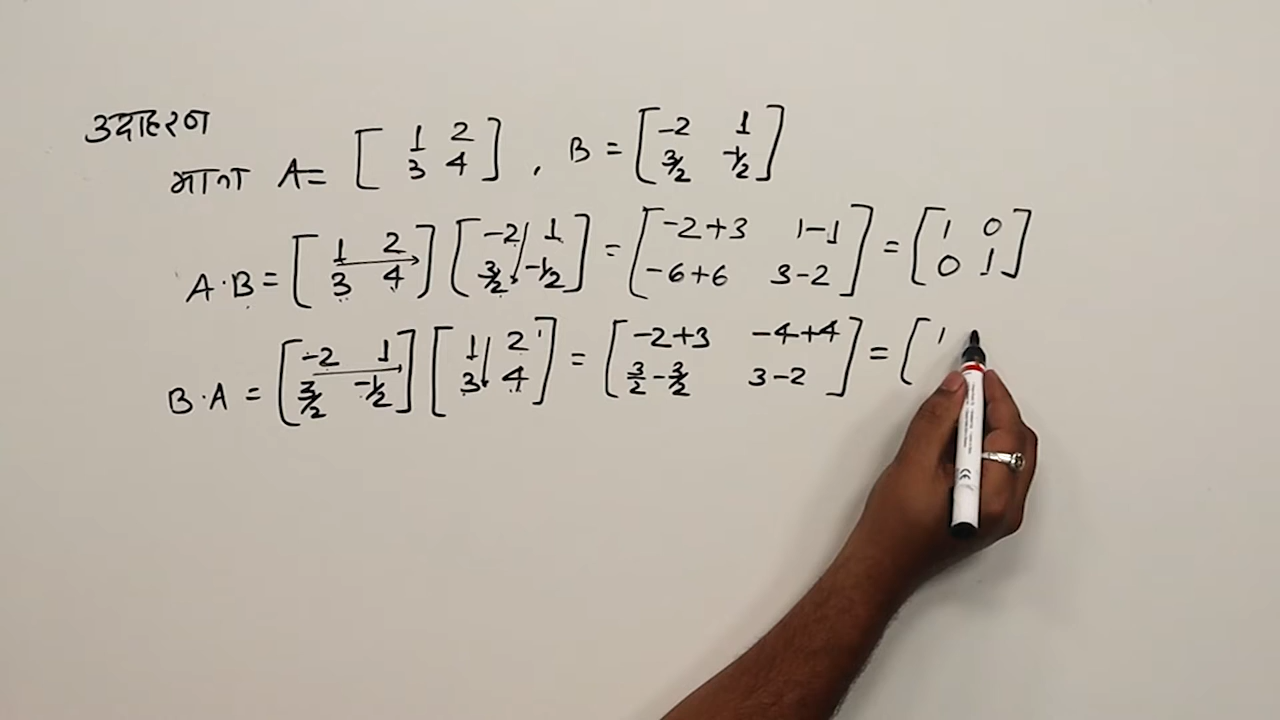 उदाहरण
माना A = [ 1 2 ; 3 4 ] , B = [ -2 1 ; 3/2 -1/2 ]
A·B = [ 1 2 ; 3 4 ] [ -2 1 ; 3/2 -1/2 ] = [ -2+3 1-1 ; -6+6 3-2 ] = [ 1 0 ; 0 1 ]
B·A = [ -2 1 ; 3/2 -1/2 ] [ 1 2 ; 3 4 ] = [ -2+3 -4+4 ; 3/2-3/2 3-2 ] = [ 1